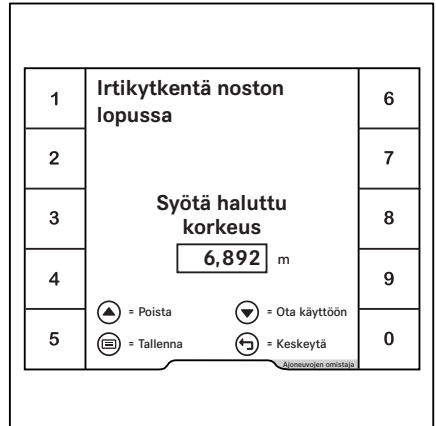 Irtikytkentä noston
lopussa
1
2
3
4
5
6
7
8
9
0
Syötä haluttu
korkeus
6,892 m
= Poista
= Ota käyttöön
= Tallenna
= Keskeytä
Ajoneuvojen omistaja